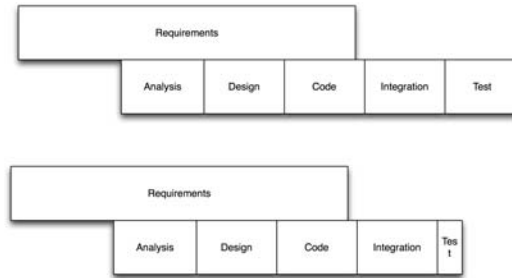 Requirements
Analysis Design Code Integration Test
Requirements
Analysis Design Code Integration Tes
t